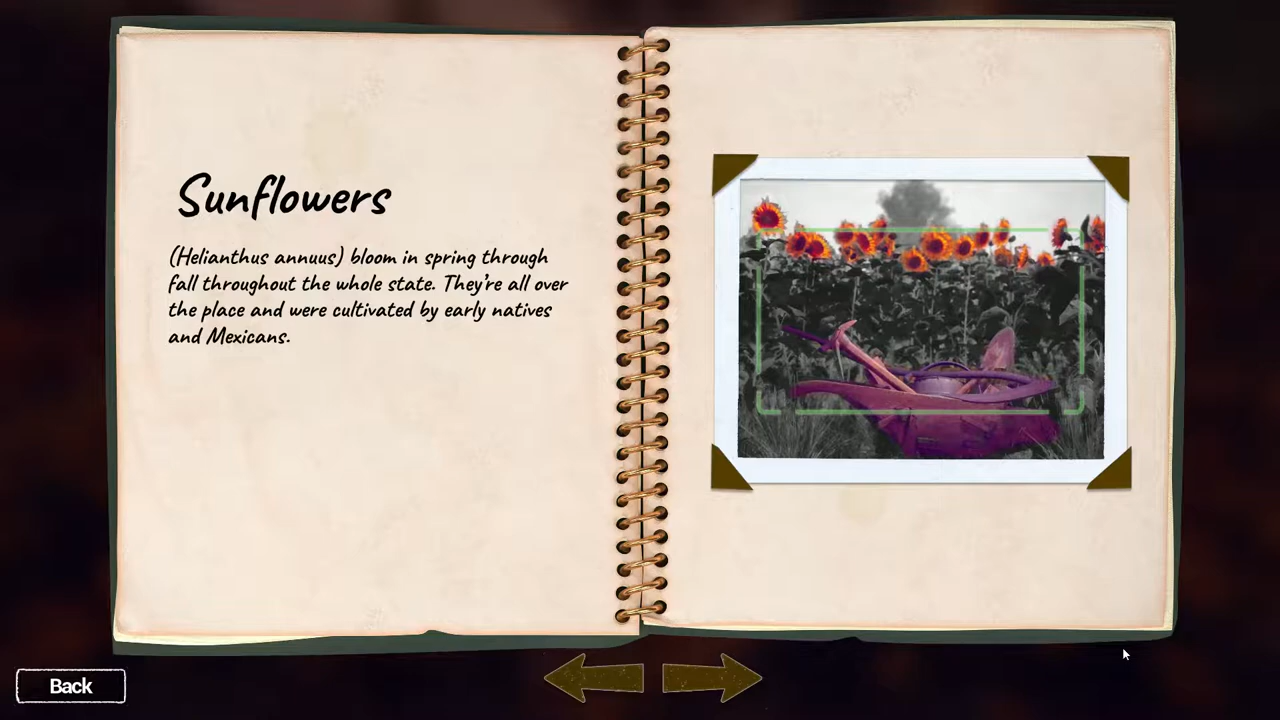 Sunflowers
(Helianthus annuus) bloom in spring through
fall throughout the whole state. They're all over
the place and were cultivated by early natives
and Mexicans.
Back